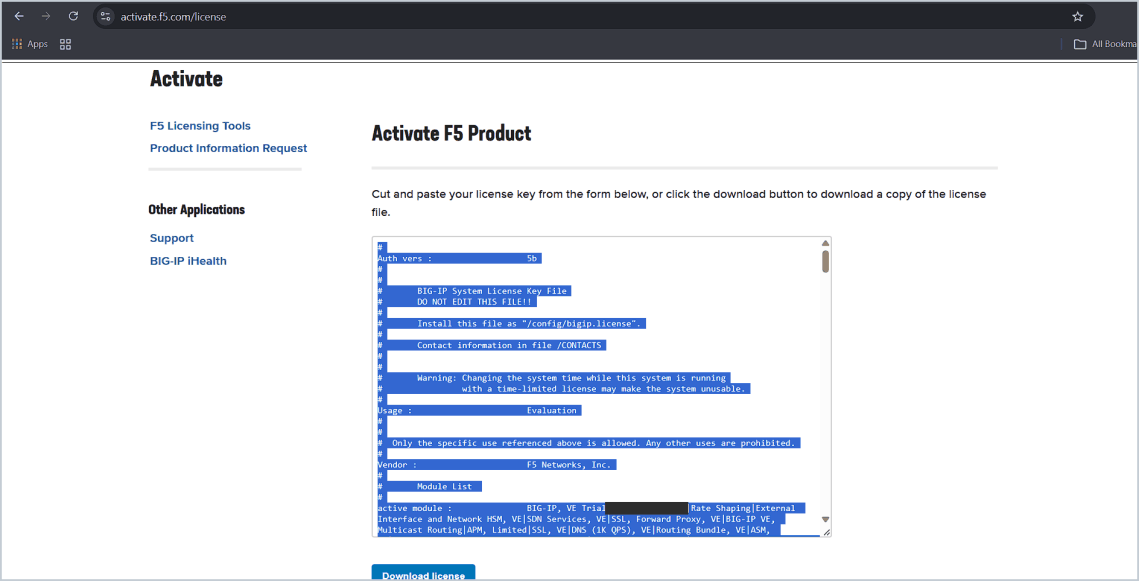 activate.f5.com/license
Apps
All Bookma
Activate
F5 Licensing Tools
Product Information Request
Other Applications
Support
BIG-IP iHealth
Activate F5 Product
Cut and paste your license key from the form below, or click the download button to download a copy of the license
file.
#
Auth vers : 5b
#
#
# BIG-IP System License Key File
# DO NOT EDIT THIS FILE!!
#
# Install this file as "/config/bigip.license".
#
# Contact information in file /CONTACTS
#
#
# Warning: Changing the system time while this system is running
# with a time-limited license may make the system unusable.
#
Usage : Evaluation
#
#
# Only the specific use referenced above is allowed. Any other uses are prohibited.
#
Vendor : F5 Networks, Inc.
#
# Module List
#
active module : BIG-IP, VE Trial |Rate Shaping|External
Interface and Network HSM, VE|SDN Services, VE|SSL, Forward Proxy, VE|BIG-IP VE,
Multicast Routing|APM, Limited|SSL, VE|DNS (1K QPS), VE|Routing Bundle, VE|ASM,
Download license